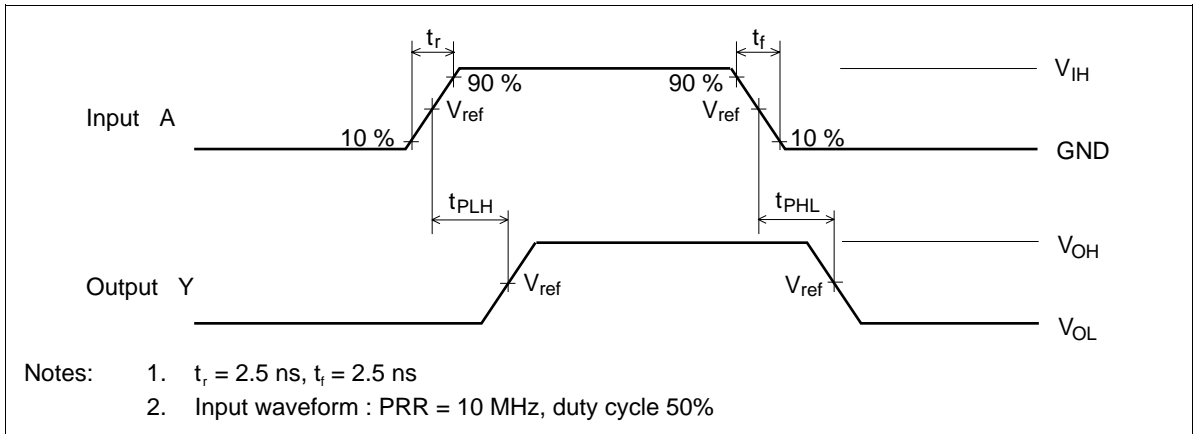 tr tf
VIH
90 % 90 %
Input A Vref Vref
10 % 10 %
GND
tPLH tPHL
VOH
Output Y Vref Vref
VOL
Notes: 1. tr = 2.5 ns, tf = 2.5 ns
2. Input waveform : PRR = 10 MHz, duty cycle 50%